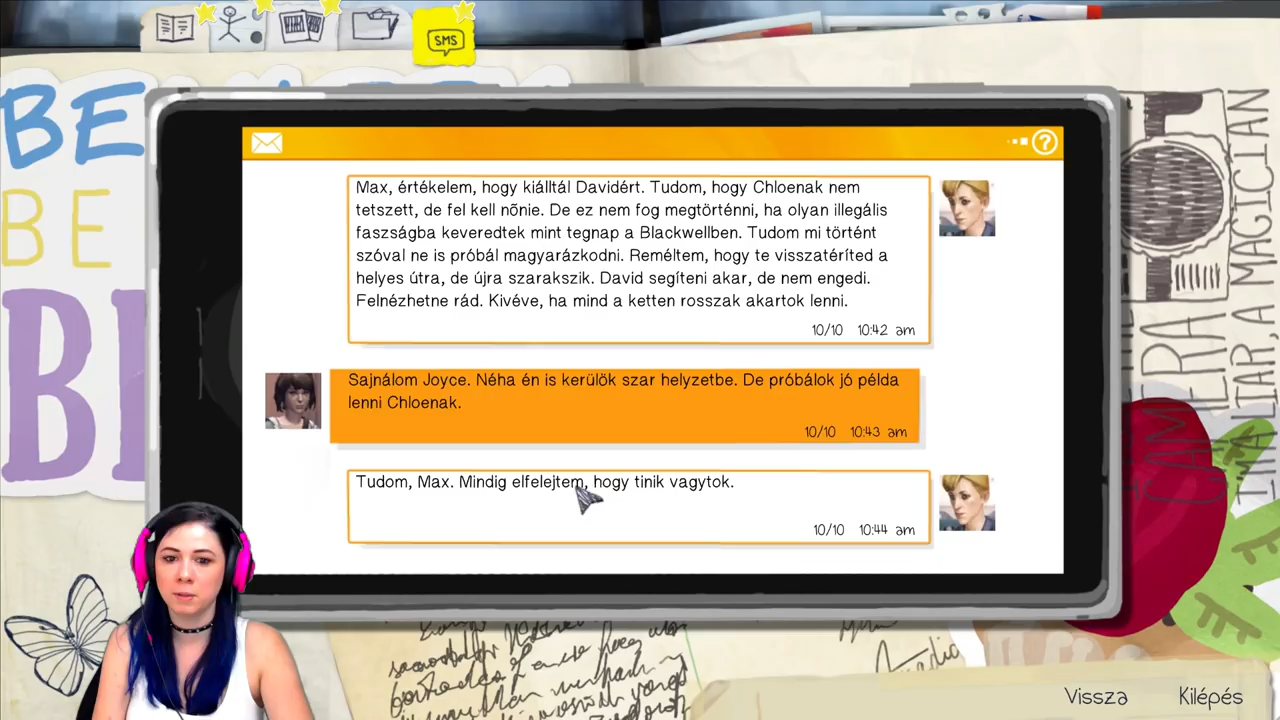 SMS
BE
BE
BI
Max, értékelem, hogy kiálltál Davidért. Tudom, hogy Chloenak nem
tetszett, de fel kell nõnie. De ez nem fog megtörténni, ha olyan illegális
faszságba keveredtek mint tegnap a Blackwellben. Tudom mi történt
szóval ne is próbál magyarázkodni. Reméltem, hogy te visszatéríted a
helyes útra, de újra szarakszik. David segíteni akar, de nem engedi.
Felnézhetne rád. Kivéve, ha mind a ketten rosszak akartok lenni.
10/10 10:42 am
Sajnálom Joyce. Néha én is kerülök szar helyzetbe. De próbálok jó példa
lenni Chloenak.
10/10 10:43 am
Tudom, Max. Mindig elfelejtem, hogy tinik vagytok.
10/10 10:44 am
MAGICIAN
Vissza Kilépés